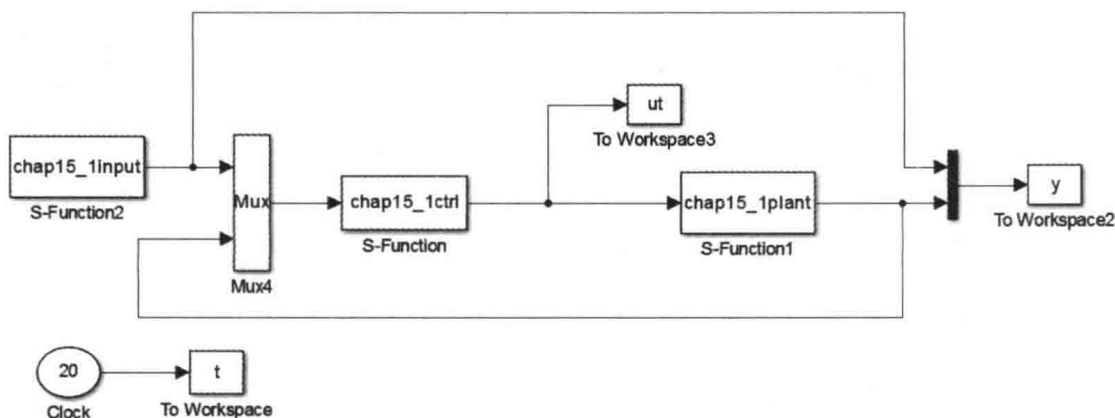 ut
To Workspace3
chap15_1input
S-Function2
Mux
Mux4
chap15_1ctrl
S-Function
chap15_1plant
S-Function1
y
To Workspace2
20
Clock
t
To Workspace